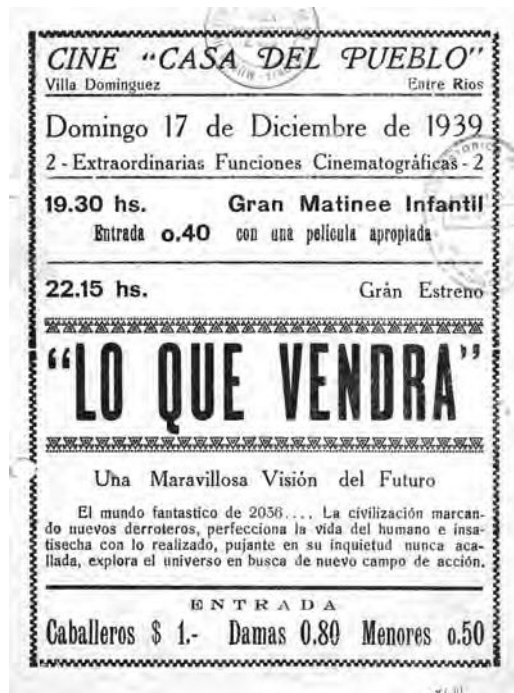 CINE "CASA DEL PUEBLO"
Villa Dominguez Entre Rios
Domingo 17 de Diciembre de 1939
2 - Extraordinarias Funciones Cinematográficas - 2
19.30 hs. Gran Matinee Infantil
Entrada 0.40 con una pelicula apropiada
22.15 hs. Grán Estreno
"LO QUE VENDRA"
Una Maravillosa Visión del Futuro
El mundo fantastico de 2036.... La civilización marcan-
do nuevos derroteros, perfecciona la vida del humano e insa-
tisecha con lo realizado, pujante en su inquietud nunca aca-
llada, explora el universo en busca de nuevo campo de acción.
ENTRADA
Caballeros $ 1.- Damas 0.80 Menores 0.50